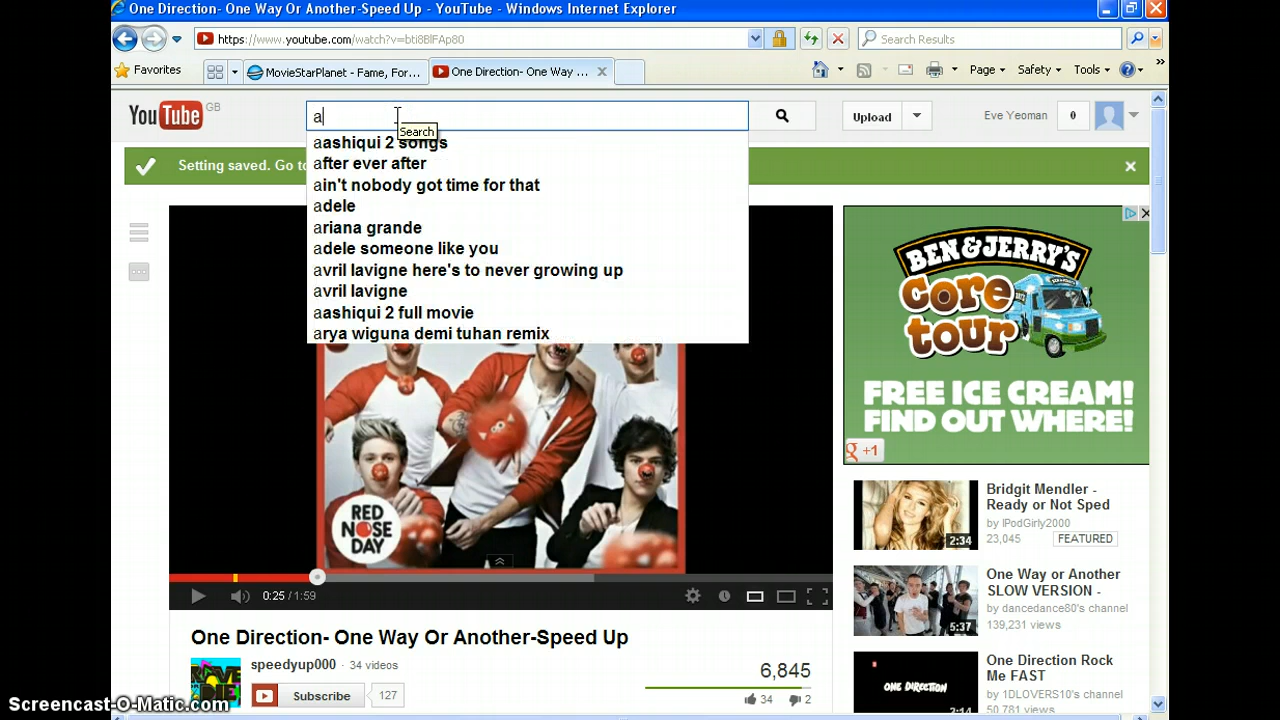 One Direction- One Way Or Another-Speed Up - YouTube - Windows Internet Explorer
https://www.youtube.com/watch?v=bti8BlFAp80
Search Results
Favorites
MovieStarPlanet - Fame, For...
One Direction- One Way ...
Page
Safety
Tools
YouTube GB
a
Search
Upload
Eve Yeoman
0
Setting saved. Go to
aashiqui 2 songs
after ever after
ain't nobody got time for that
adele
ariana grande
adele someone like you
avril lavigne here's to never growing up
avril lavigne
aashiqui 2 full movie
arya wiguna demi tuhan remix
RED
NOSE
DAY
0:25 / 1:59
One Direction- One Way Or Another-Speed Up
speedyup000 · 34 videos
Subscribe
127
6,845
34
2
BEN & JERRY'S
core
tour
FREE ICE CREAM!
FIND OUT WHERE!
g +1
Bridgit Mendler -
Ready or Not Sped
by IPodGirly2000
23,045
FEATURED
2:34
One Way or Another
SLOW VERSION -
by dancedance80's channel
139,231 views
5:37
One Direction Rock
Me FAST
by 1DLOVERS10's channel
50,781 views
ONE DIRECTION
3:14
Screencast-O-Matic.com